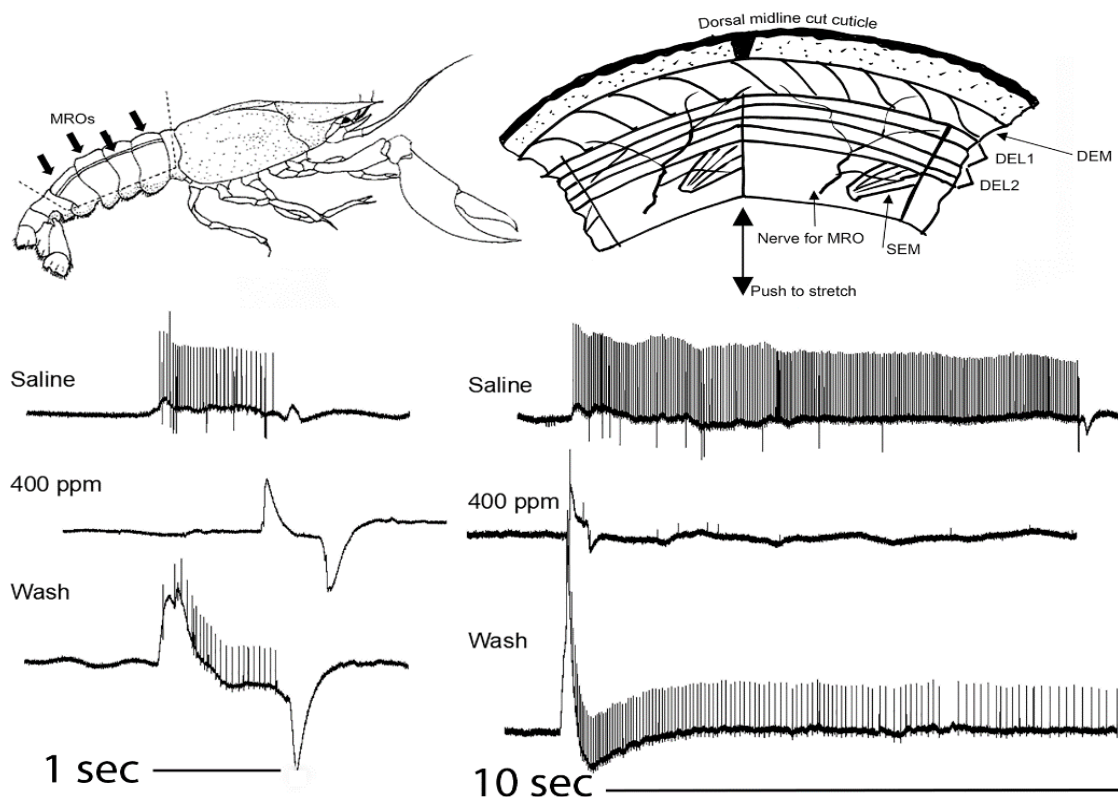 MROs
Dorsal midline cut cuticle
DEM
DEL1
DEL2
Nerve for MRO
SEM
Push to stretch
Saline
400 ppm
Wash
1 sec
Saline
400 ppm
Wash
10 sec